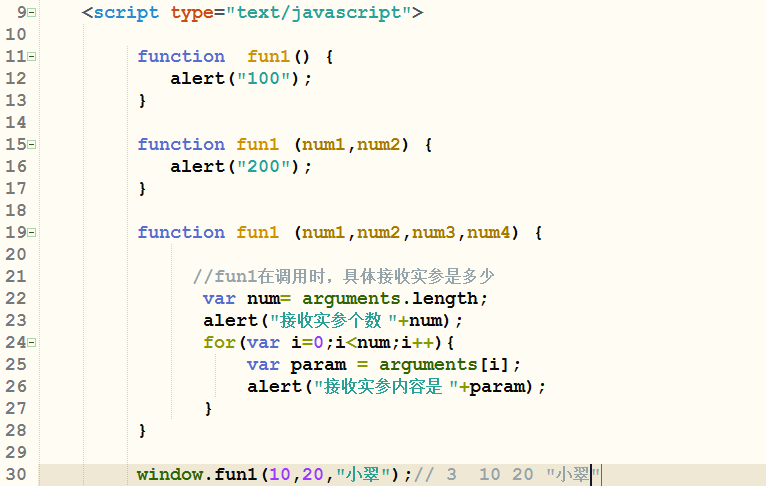 9 <script type="text/javascript">
10
11 function  fun1() {
12 alert("100");
13 }
14
15 function fun1 (num1,num2) {
16 alert("200");
17 }
18
19 function fun1 (num1,num2,num3,num4) {
20
21 //fun1在调用时，具体接收实参是多少
22 var num= arguments.length;
23 alert("接收实参个数 "+num);
24 for(var i=0;i<num;i++){
25 var param = arguments[i];
26 alert("接收实参内容是 "+param);
27 }
28 }
29
30 window.fun1(10,20,"小翠");// 3  10 20 "小翠"